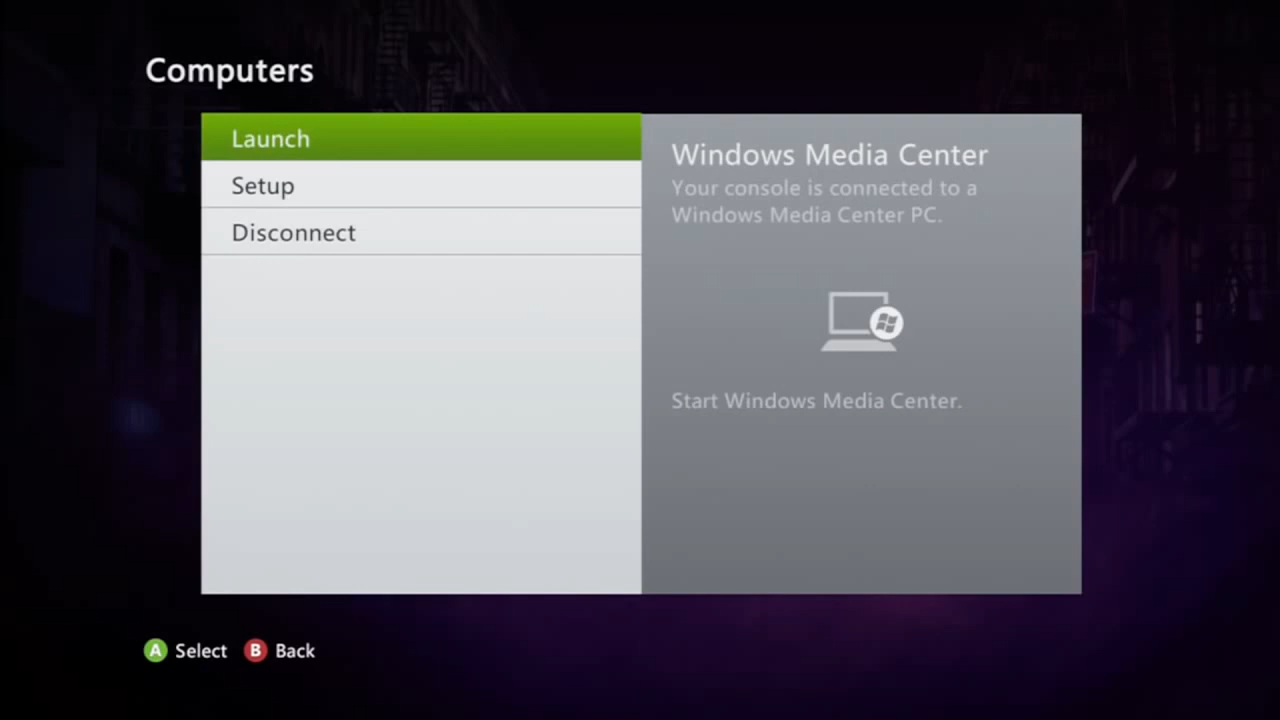 Computers
Launch
Setup
Disconnect
Windows Media Center
Your console is connected to a
Windows Media Center PC.
Start Windows Media Center.
A Select B Back